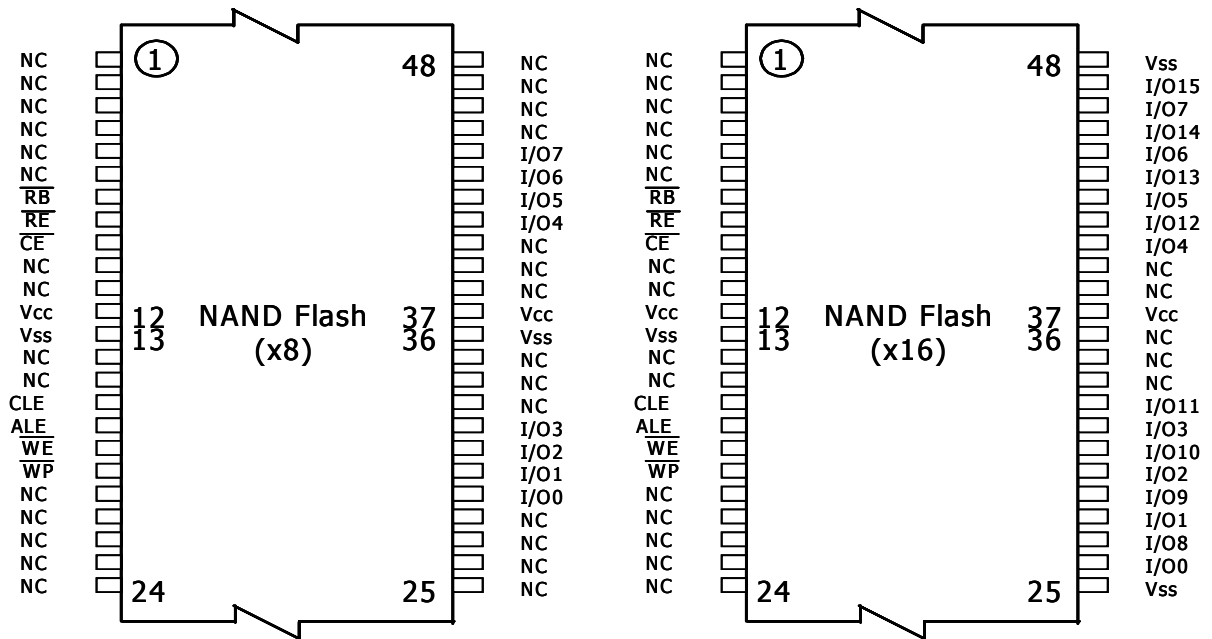 NC 1 48 NC NC 1 48 Vss
NC NC NC I/O15
NC NC NC I/O7
NC NC NC I/O14
NC I/O7 NC I/O6
NC I/O6 NC I/O13
RB I/O5 RB I/O5
RE I/O4 RE I/O12
CE NC CE I/O4
NC NC NC NC
NC NC NC NC
Vcc 12 NAND Flash 37 Vcc Vcc 12 NAND Flash 37 Vcc
Vss 13 (x8) 36 Vss Vss 13 (x16) 36 NC
NC NC NC NC
NC NC NC NC
CLE NC CLE I/O11
ALE I/O3 ALE I/O3
WE I/O2 WE I/O10
WP I/O1 WP I/O2
NC I/O0 NC I/O9
NC NC NC I/O1
NC NC NC I/O8
NC NC NC I/O0
NC 24 25 NC NC 24 25 Vss